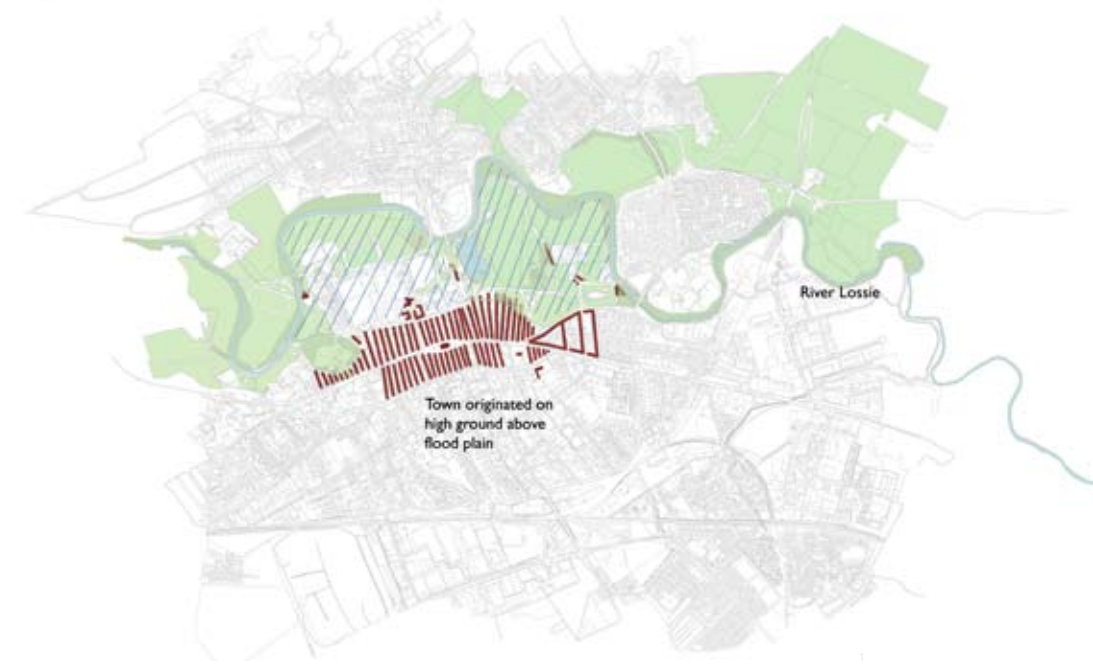 River Lossie
Town originated on
high ground above
flood plain